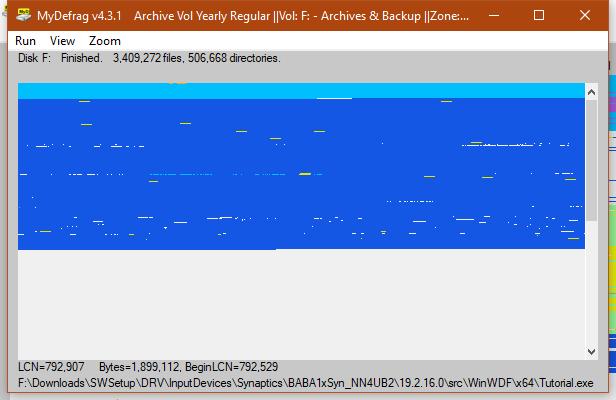 MyDefrag v4.3.1 Archive Vol Yearly Regular ||Vol: F: - Archives & Backup ||Zone:...
Run View Zoom
Disk F: Finished. 3,409,272 files, 506,668 directories.
LCN=792,907 Bytes=1,899,112, BeginLCN=792,529
F:\Downloads\SWSetup\DRV\InputDevices\Synaptics\BABA1xSyn_NN4UB2\19.2.16.0\src\WinWDF\x64\Tutorial.exe